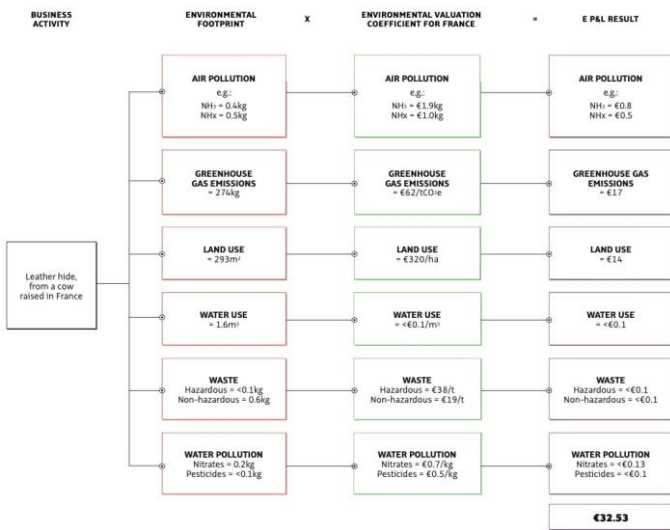 BUSINESS
ACTIVITY
ENVIRONMENTAL
FOOTPRINT
X
ENVIRONMENTAL VALUATION
COEFFICIENT FOR FRANCE
=
E P&L RESULT
Leather hide,
from a cow
raised in France
AIR POLLUTION
e.g.:
NH₃ = 0.4kg
NHx = 0.5kg
AIR POLLUTION
e.g.:
NH₃ = €1.9kg
NHx = €1.0kg
AIR POLLUTION
e.g.:
NH₃ = €0.8
NHx = €0.5
GREENHOUSE
GAS EMISSIONS
= 274kg
GREENHOUSE
GAS EMISSIONS
= €62/tCO²e
GREENHOUSE GAS
EMISSIONS
= €17
LAND USE
= 293m²
LAND USE
= €320/ha
LAND USE
= €14
WATER USE
= 1.6m³
WATER USE
= <€0.1/m³
WATER USE
= <€0.1
WASTE
Hazardous = <0.1kg
Non-hazardous = 0.6kg
WASTE
Hazardous = €38/t
Non-hazardous = €19/t
WASTE
Hazardous = <€0.1
Non-hazardous = <€0.1
WATER POLLUTION
Nitrates = 0.2kg
Pesticides = <0.1kg
WATER POLLUTION
Nitrates = €0.7/kg
Pesticides = €0.5/kg
WATER POLLUTION
Nitrates = <€0.13
Pesticides = <€0.1
€32.53